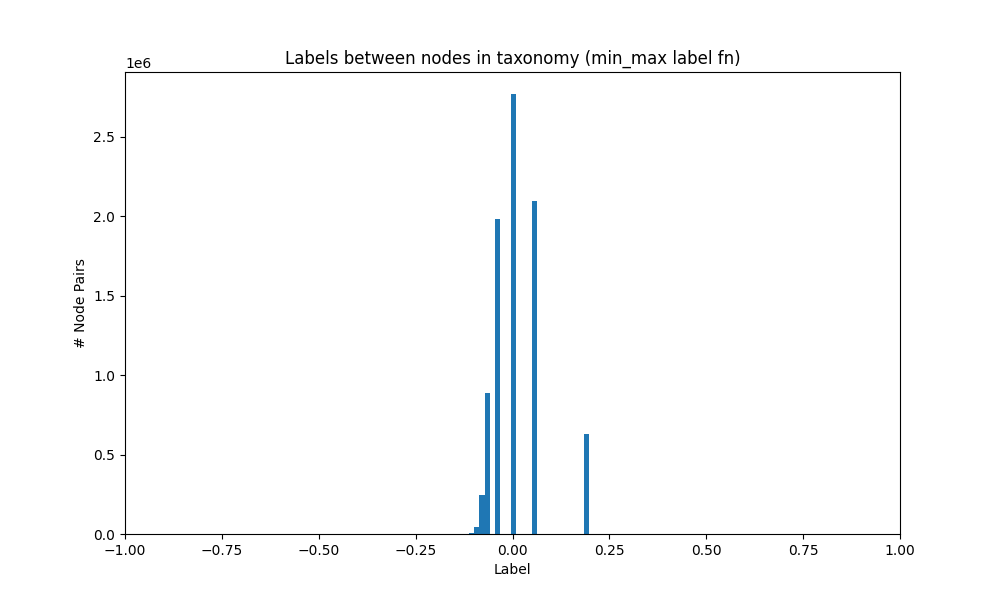 Labels between nodes in taxonomy (min_max label fn)
1e6
2.5
2.0
1.5
1.0
0.5
0.0
# Node Pairs
−1.00 −0.75 −0.50 −0.25 0.00 0.25 0.50 0.75 1.00
Label